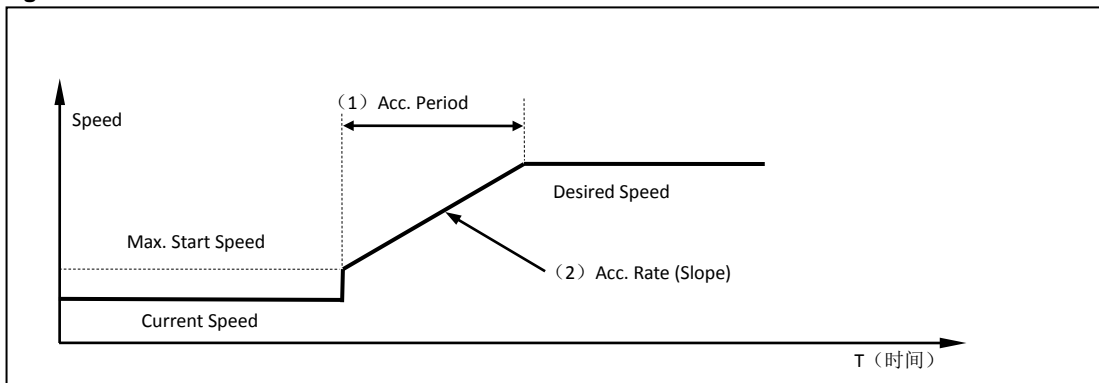 Speed
（1）Acc. Period
Desired Speed
Max. Start Speed
（2）Acc. Rate (Slope)
Current Speed
T（时间）